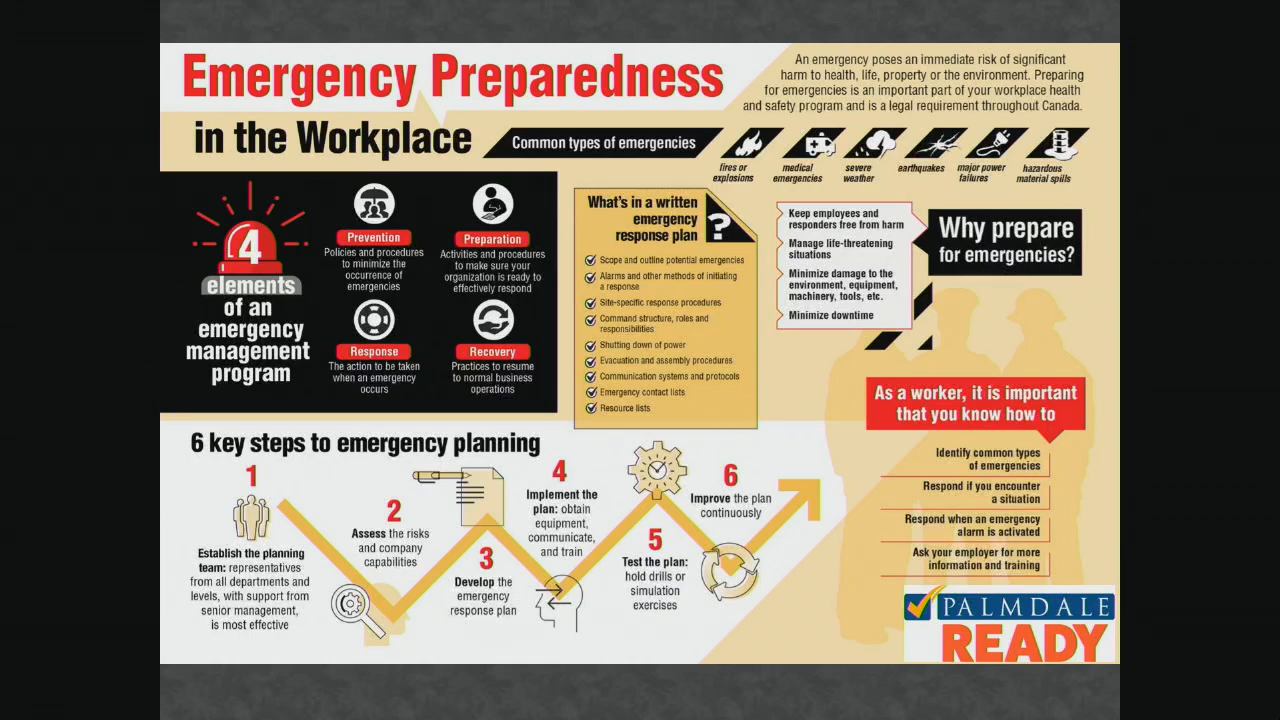 Emergency Preparedness
in the Workplace
An emergency poses an immediate risk of significant
harm to health, life, property or the environment. Preparing
for emergencies is an important part of your workplace health
and safety program and is a legal requirement throughout Canada.
Common types of emergencies
fires or
explosions
medical
emergencies
severe
weather
earthquakes
major power
failures
hazardous
material spills
4
elements
of an
emergency
management
program
Prevention
Policies and procedures
to minimize the
occurrence of
emergencies
Preparation
Activities and procedures
to make sure your
organization is ready to
effectively respond
Response
The action to be taken
when an emergency
occurs
Recovery
Practices to resume
to normal business
operations
What's in a written
emergency
response plan
?
Scope and outline potential emergencies
Alarms and other methods of initiating
a response
Site-specific response procedures
Command structure, roles and
responsibilities
Shutting down of power
Evacuation and assembly procedures
Communication systems and protocols
Emergency contact lists
Resource lists
Why prepare
for emergencies?
Keep employees and
responders free from harm
Manage life-threatening
situations
Minimize damage to the
environment, equipment,
machinery, tools, etc.
Minimize downtime
As a worker, it is important
that you know how to
Identify common types
of emergencies
Respond if you encounter
a situation
Respond when an emergency
alarm is activated
Ask your employer for more
information and training
6 key steps to emergency planning
1
Establish the planning
team: representatives
from all departments and
levels, with support from
senior management,
is most effective
2
Assess the risks
and company
capabilities
3
Develop the
emergency
response plan
4
Implement the
plan: obtain
equipment,
communicate,
and train
5
Test the plan:
hold drills or
simulation
exercises
6
Improve the plan
continuously
PALMDALE
READY